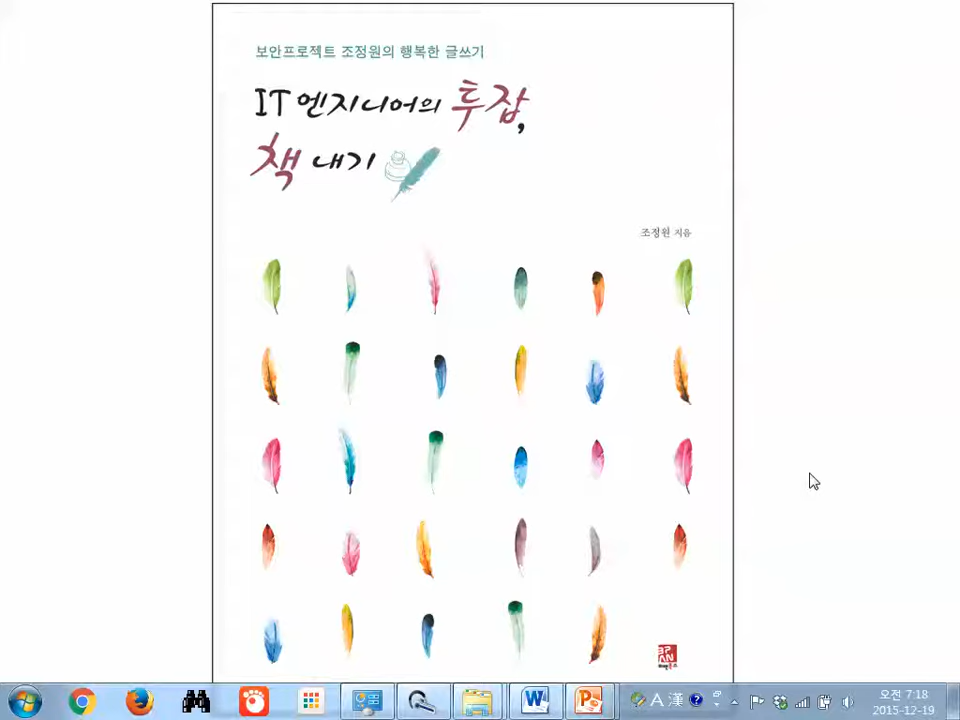 보안프로젝트 조정원의 행복한 글쓰기
IT 엔지니어의 투잡,
책 내기
조정원 지음
BPAN
A 漢
오전 7:18
2015-12-19